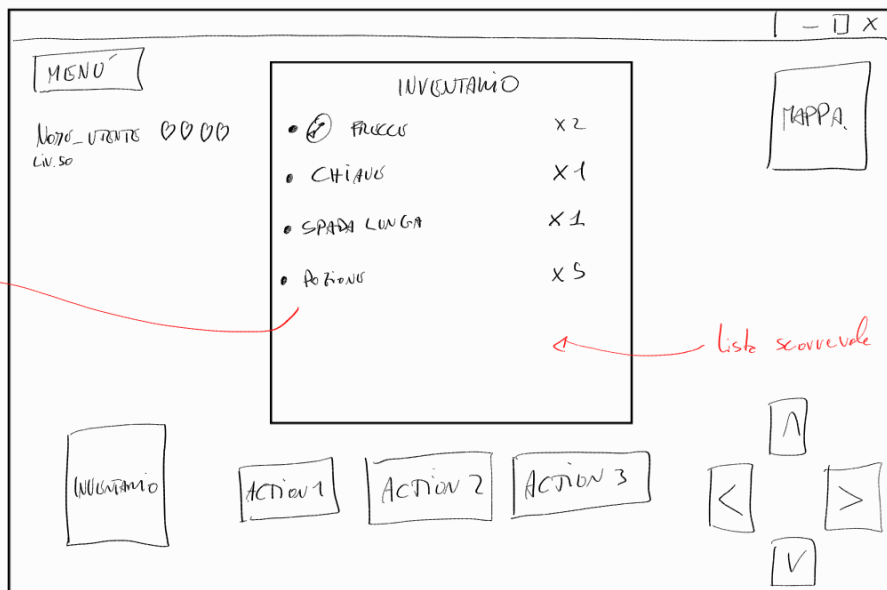 MENÚ
INVENTARIO
MAPPA.
NOME_UTENTE
LIV.50
• FRECCE X2
• CHIAVE X1
• SPADA LUNGA X1
• POZIONE X5
lista scorrevole
INVENTARIO
ACTION 1
ACTION 2
ACTION 3